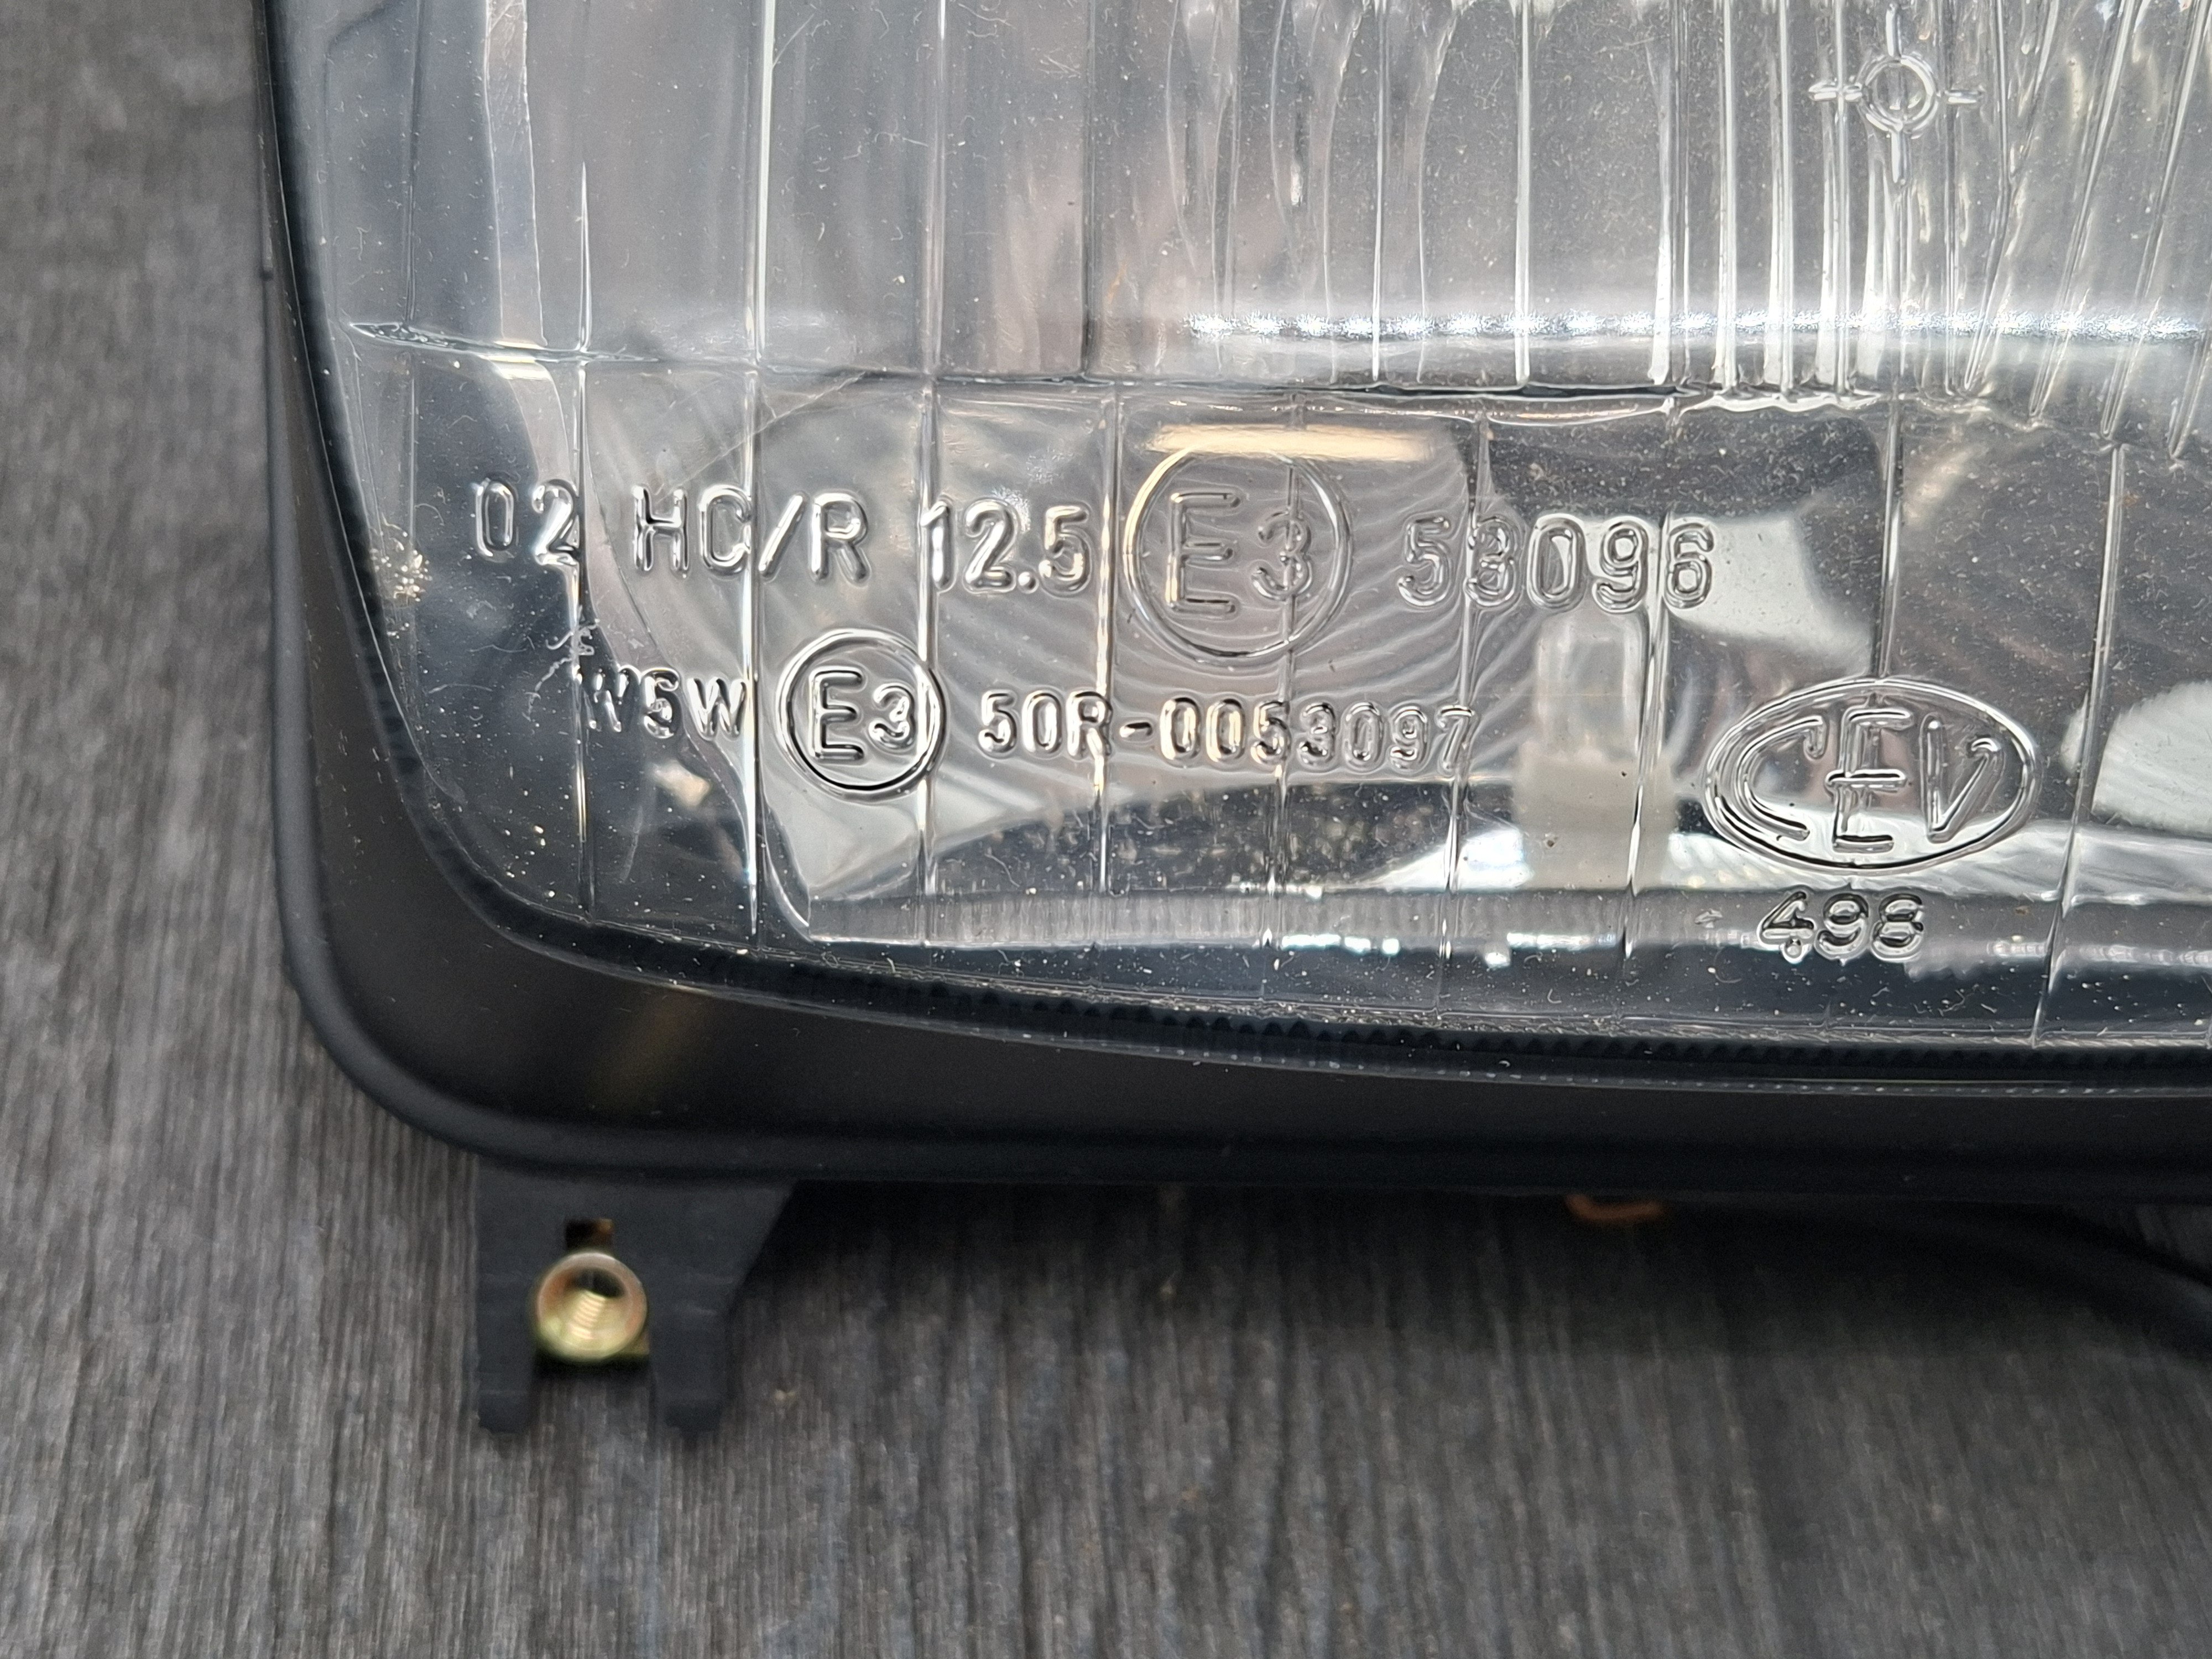 02 HC/R 12.5 E3 53096
W5W E3 50R-0053097
CEV
498